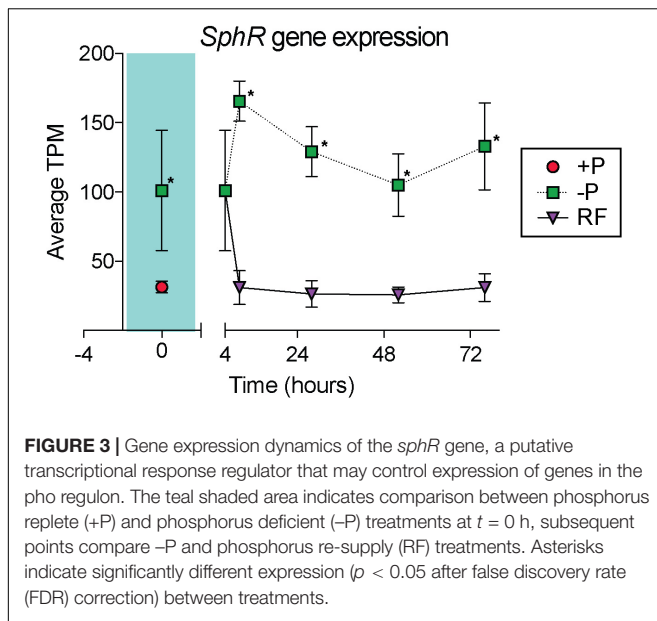 SphR gene expression
200
150
100
50
Average TPM
* * * * *
+P
-P
RF
-4 0 4 24 48 72
Time (hours)
FIGURE 3 | Gene expression dynamics of the sphR gene, a putative
transcriptional response regulator that may control expression of genes in the
pho regulon. The teal shaded area indicates comparison between phosphorus
replete (+P) and phosphorus deficient (–P) treatments at t = 0 h, subsequent
points compare –P and phosphorus re-supply (RF) treatments. Asterisks
indicate significantly different expression (p < 0.05 after false discovery rate
(FDR) correction) between treatments.